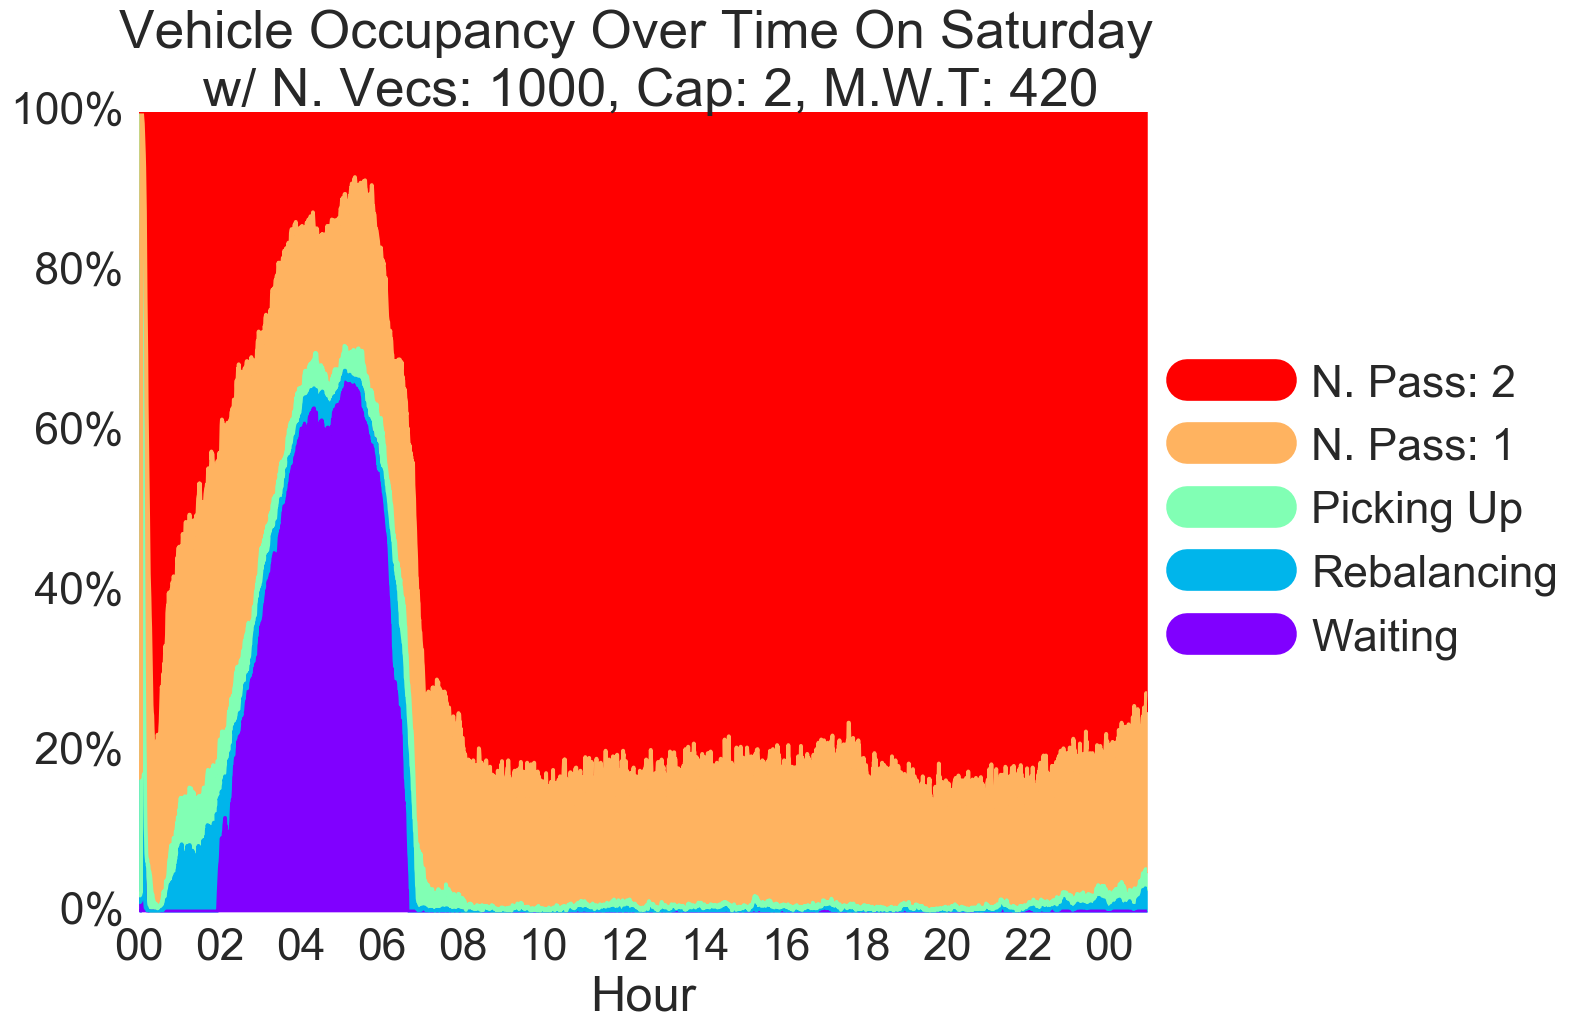 Vehicle Occupancy Over Time On Saturday
w/ N. Vecs: 1000, Cap: 2, M.W.T: 420
100%
80%
60%
40%
20%
0%
00 02 04 06 08 10 12 14 16 18 20 22 00
Hour
N. Pass: 2
N. Pass: 1
Picking Up
Rebalancing
Waiting